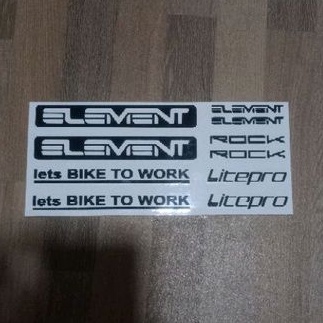 ELEMENT
ELEMENT
lets BIKE TO WORK
lets BIKE TO WORK
ELEMENT
ELEMENT
ROCK
ROCK
Litepro
Litepro